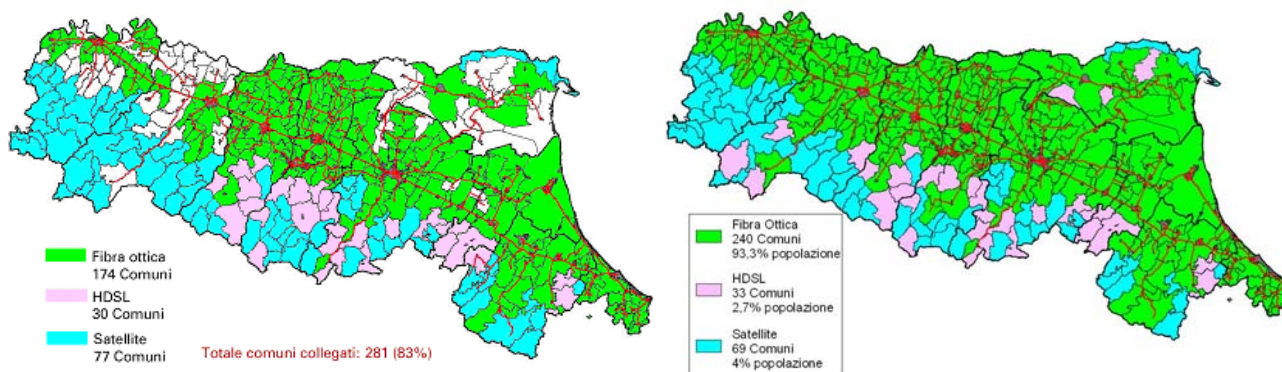 Fibra ottica
174 Comuni
HDSL
30 Comuni
Satellite
77 Comuni
Totale comuni collegati: 281 (83%)
Fibra Ottica
240 Comuni
93,3% popolazione
HDSL
33 Comuni
2,7% popolazione
Satellite
69 Comuni
4% popolazione